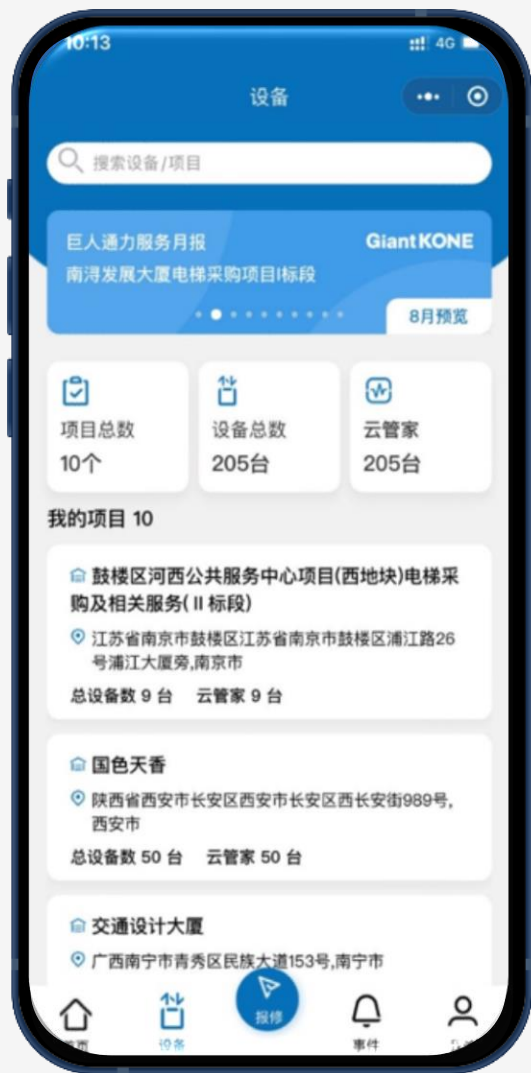 10:13
4G
设备
搜索设备/项目
巨人通力服务月报
Giant KONE
南浔发展大厦电梯采购项目I标段
8月预览
项目总数
10个
设备总数
205台
云管家
205台
我的项目 10
鼓楼区河西公共服务中心项目(西地块)电梯采
购及相关服务(Ⅱ标段)
江苏省南京市鼓楼区江苏省南京市鼓楼区浦江路26
号浦江大厦旁,南京市
总设备数 9 台 云管家 9 台
国色天香
陕西省西安市长安区西安市长安区西长安街989号,
西安市
总设备数 50 台 云管家 50 台
交通设计大厦
广西南宁市青秀区民族大道153号,南宁市
设备
报修
事件